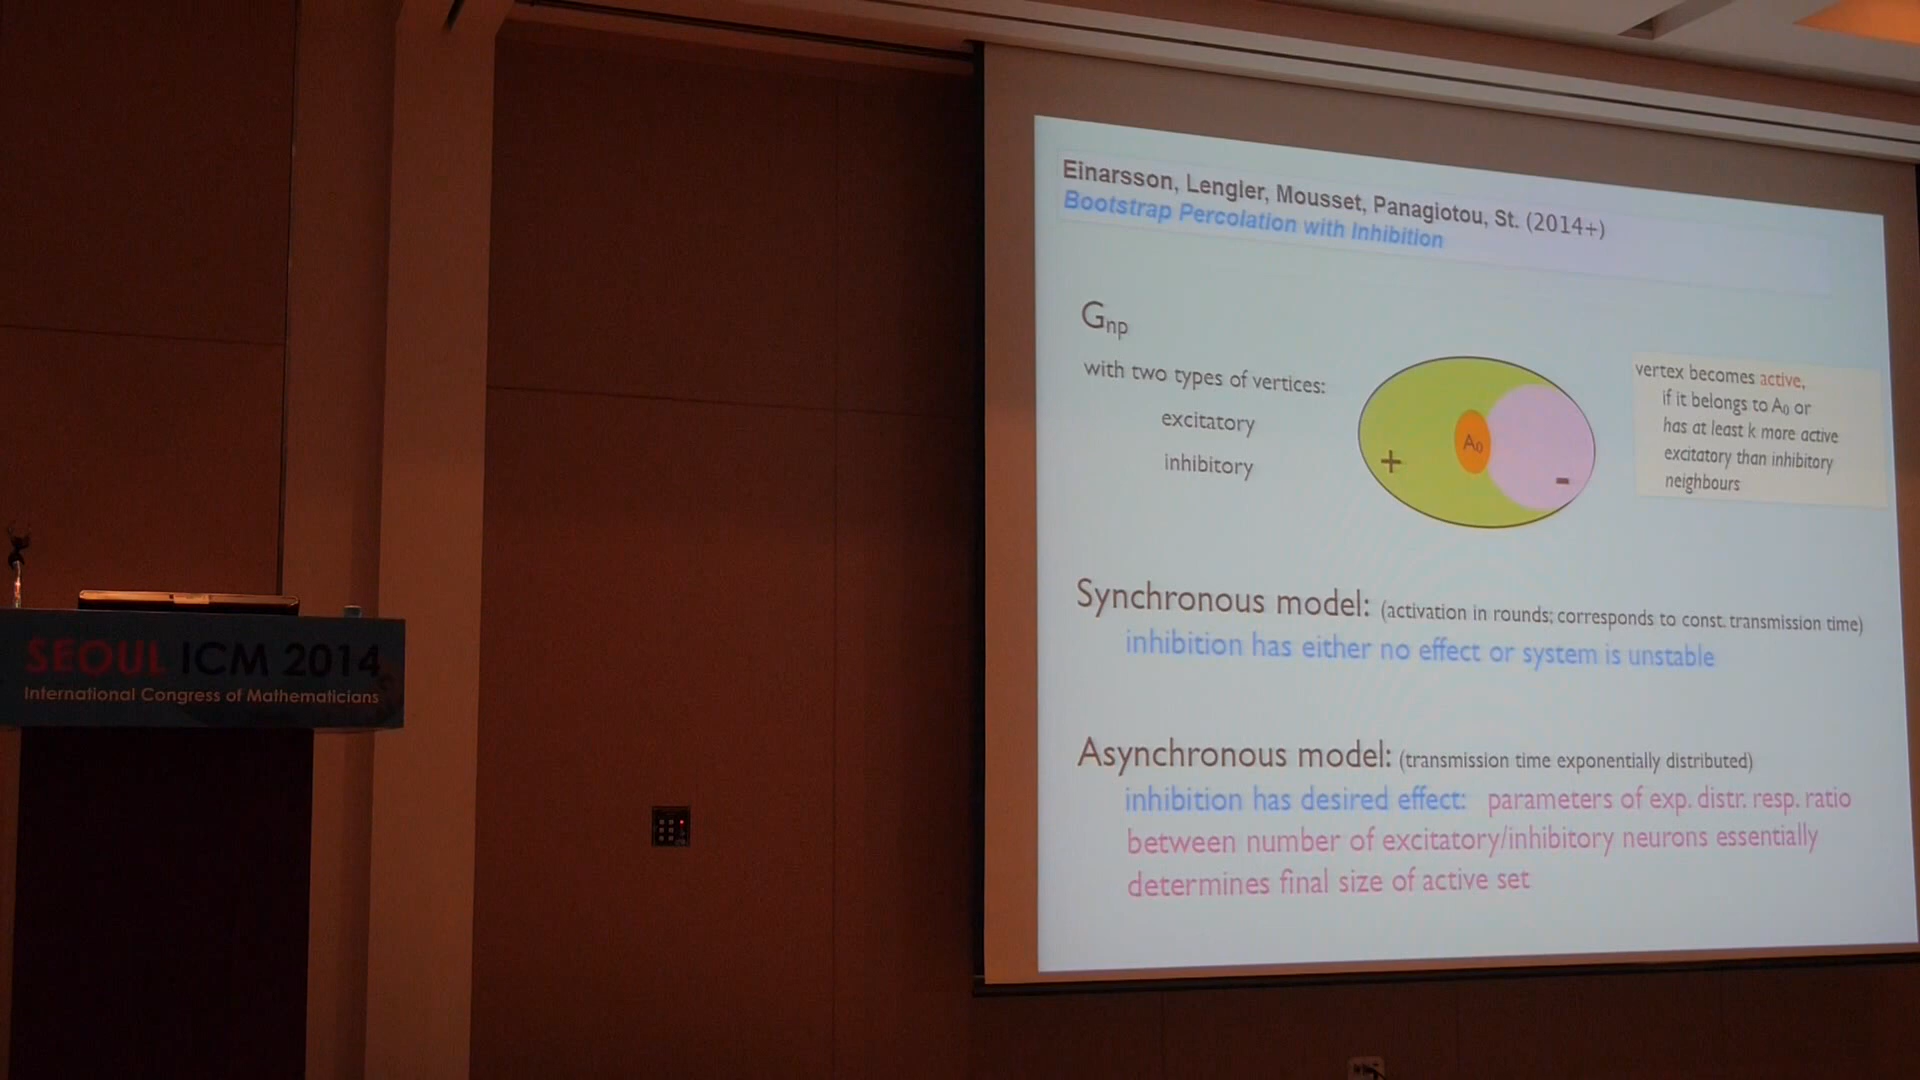 Einarsson, Lengler, Mousset, Panagiotou, St. (2014+)
Bootstrap Percolation with Inhibition
Gnp
with two types of vertices:
excitatory
inhibitory
+
A0
-
vertex becomes active,
if it belongs to A0 or
has at least k more active
excitatory than inhibitory
neighbours
Synchronous model: (activation in rounds; corresponds to const. transmission time)
inhibition has either no effect or system is unstable
Asynchronous model: (transmission time exponentially distributed)
inhibition has desired effect: parameters of exp. distr. resp. ratio
between number of excitatory/inhibitory neurons essentially
determines final size of active set
SEOUL ICM 2014
International Congress of Mathematicians